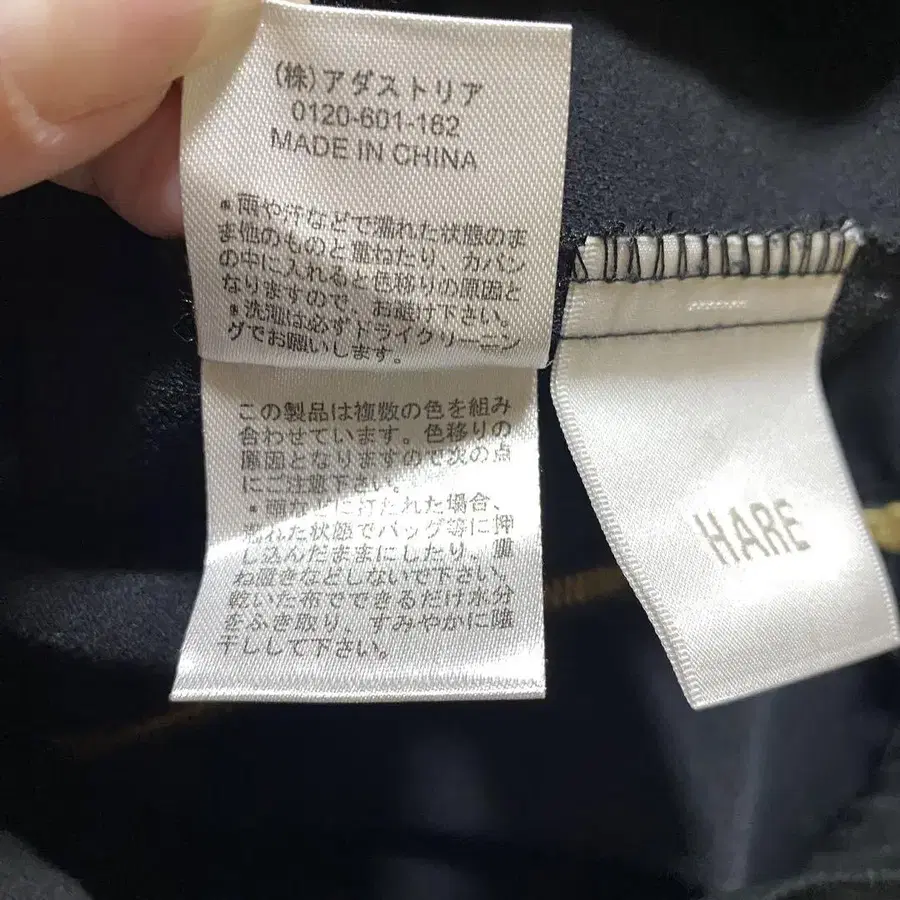 (株)アダストリア
0120-601-162
MADE IN CHINA
・雨や汗などで濡れた状態のま
ま他のものと重ねたり、カバン
の中に入れると色移りの原因と
なりますので、お避け下さい。
・洗濯は必ずドライクリーニン
グでお願いします。
この製品は複数の色を組み
合わせています。色移りの
原因となりますので次の点
にご注意下さい。
・雨などに打たれた場合、
濡れた状態でバッグ等に押
し込んだままにしたり、重
ね置きなどしないで下さい。
乾いた布でできるだけ水分
をふき取り、すみやかに陰
干しして下さい。
HARE